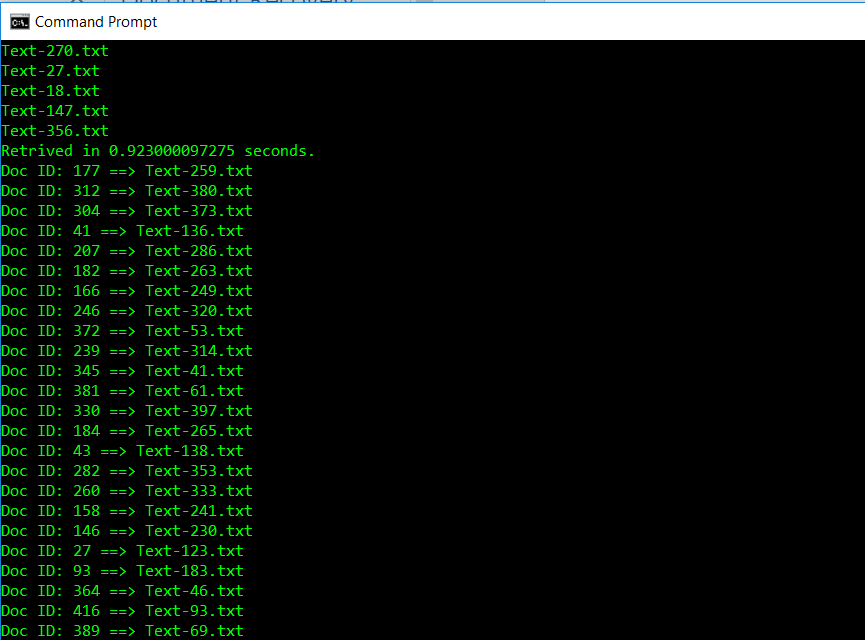 Document Recovery
Command Prompt
Text-270.txt
Text-27.txt
Text-18.txt
Text-147.txt
Text-356.txt
Retrived in 0.923000097275 seconds.
Doc ID: 177 ==> Text-259.txt
Doc ID: 312 ==> Text-380.txt
Doc ID: 304 ==> Text-373.txt
Doc ID: 41 ==> Text-136.txt
Doc ID: 207 ==> Text-286.txt
Doc ID: 182 ==> Text-263.txt
Doc ID: 166 ==> Text-249.txt
Doc ID: 246 ==> Text-320.txt
Doc ID: 372 ==> Text-53.txt
Doc ID: 239 ==> Text-314.txt
Doc ID: 345 ==> Text-41.txt
Doc ID: 381 ==> Text-61.txt
Doc ID: 330 ==> Text-397.txt
Doc ID: 184 ==> Text-265.txt
Doc ID: 43 ==> Text-138.txt
Doc ID: 282 ==> Text-353.txt
Doc ID: 260 ==> Text-333.txt
Doc ID: 158 ==> Text-241.txt
Doc ID: 146 ==> Text-230.txt
Doc ID: 27 ==> Text-123.txt
Doc ID: 93 ==> Text-183.txt
Doc ID: 364 ==> Text-46.txt
Doc ID: 416 ==> Text-93.txt
Doc ID: 389 ==> Text-69.txt